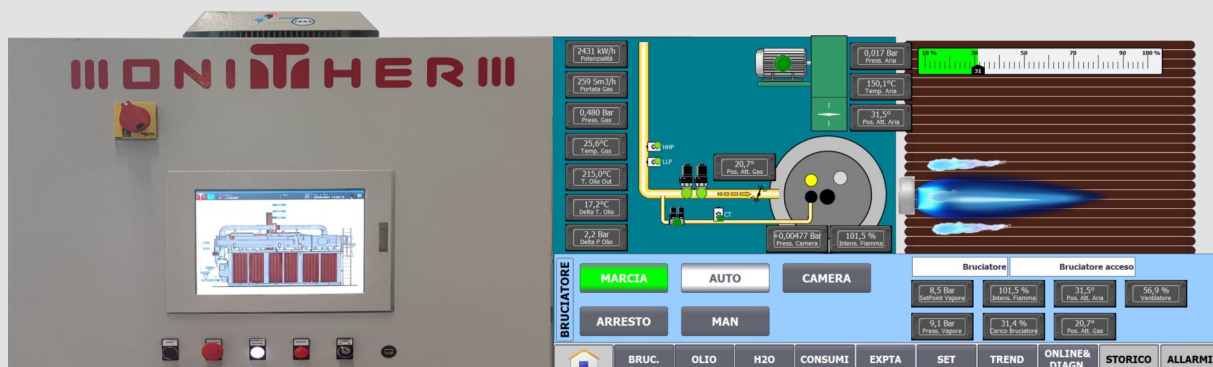 TEXA
MONITHER
2431 kW/h
Potenzialità
259 Sm3/h
Portata Gas
0,480 Bar
Press. Gas
25,6°C
Temp. Gas
215,0°C
T. Olio Out
17,2°C
Delta T. Olio
2,2 Bar
Delta P Olio
HHP
LLP
20,7°
Pos. Att. Gas
CT
0,017 Bar
Press. Aria
150,1°C
Temp. Aria
31,5°
Pos. Att. Aria
+0,00477 Bar
Press. Camera
101,5 %
Intens. Fiamma
10 % 30 50 70 90 100 %
31
BRUCIATORE
MARCIA AUTO CAMERA
ARRESTO MAN
Bruciatore Bruciatore acceso
8,5 Bar
SetPoint Vapore
101,5 %
Intens. Fiamma
31,5°
Pos. Att. Aria
56,9 %
Ventilatore
9,1 Bar
Press. Vapore
31,4 %
Carico Bruciatore
20,7°
Pos. Att. Gas
BRUC. OLIO H2O CONSUMI EXPTA SET TREND ONLINE& DIAGN. STORICO ALLARMI